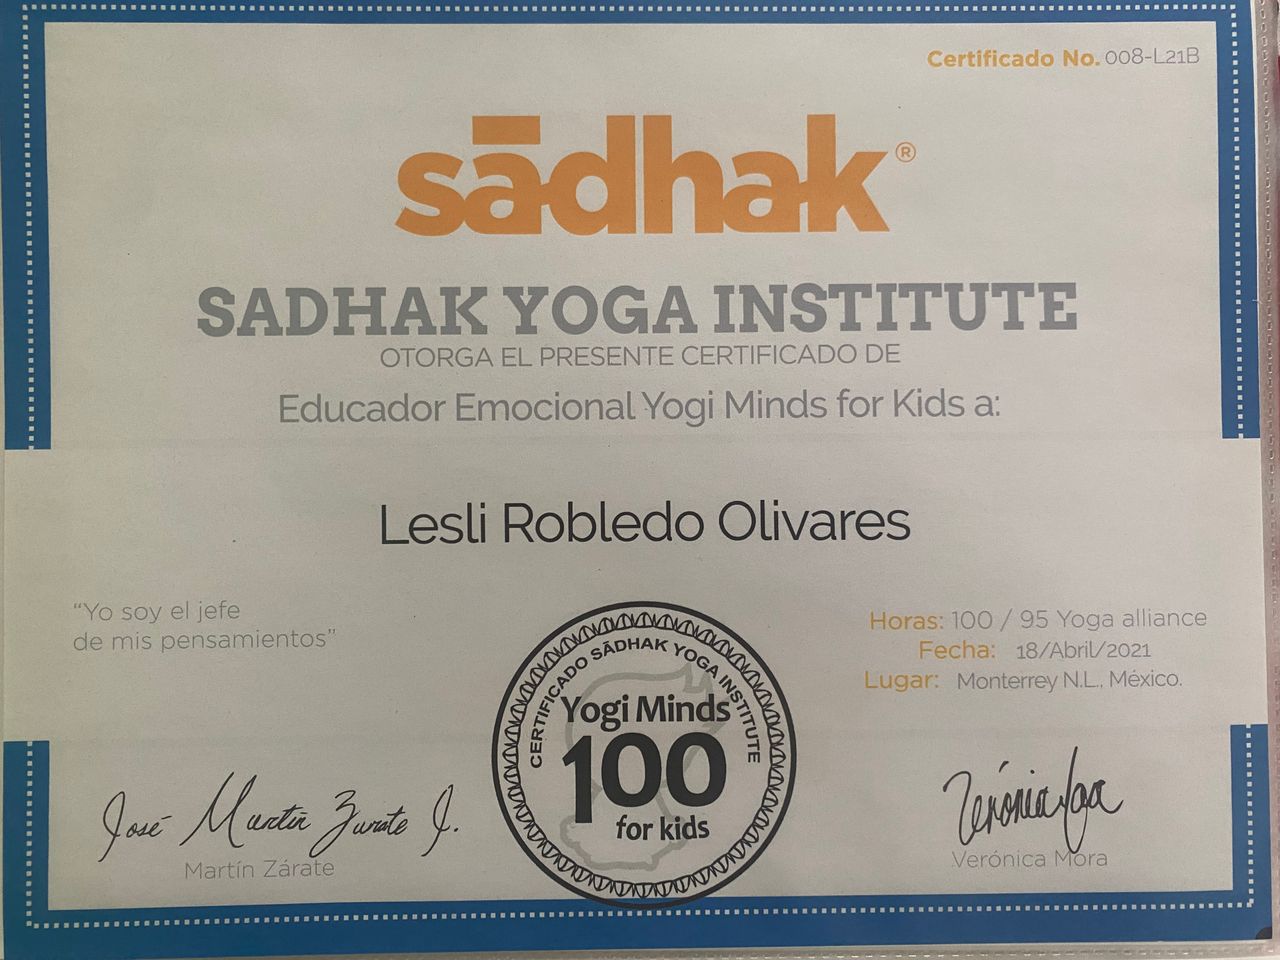 Certificado No. 008-L21B
sādhak®
SADHAK YOGA INSTITUTE
OTORGA EL PRESENTE CERTIFICADO DE
Educador Emocional Yogi Minds for Kids a:
Lesli Robledo Olivares
“Yo soy el jefe
de mis pensamientos”
Horas: 100 / 95 Yoga alliance
Fecha: 18/Abril/2021
Lugar: Monterrey N.L., México.
CERTIFICADO SĀDHAK YOGA INSTITUTE
Yogi Minds
100
for kids
José Martín Zarate J.
Martín Zárate
Verónica Mora